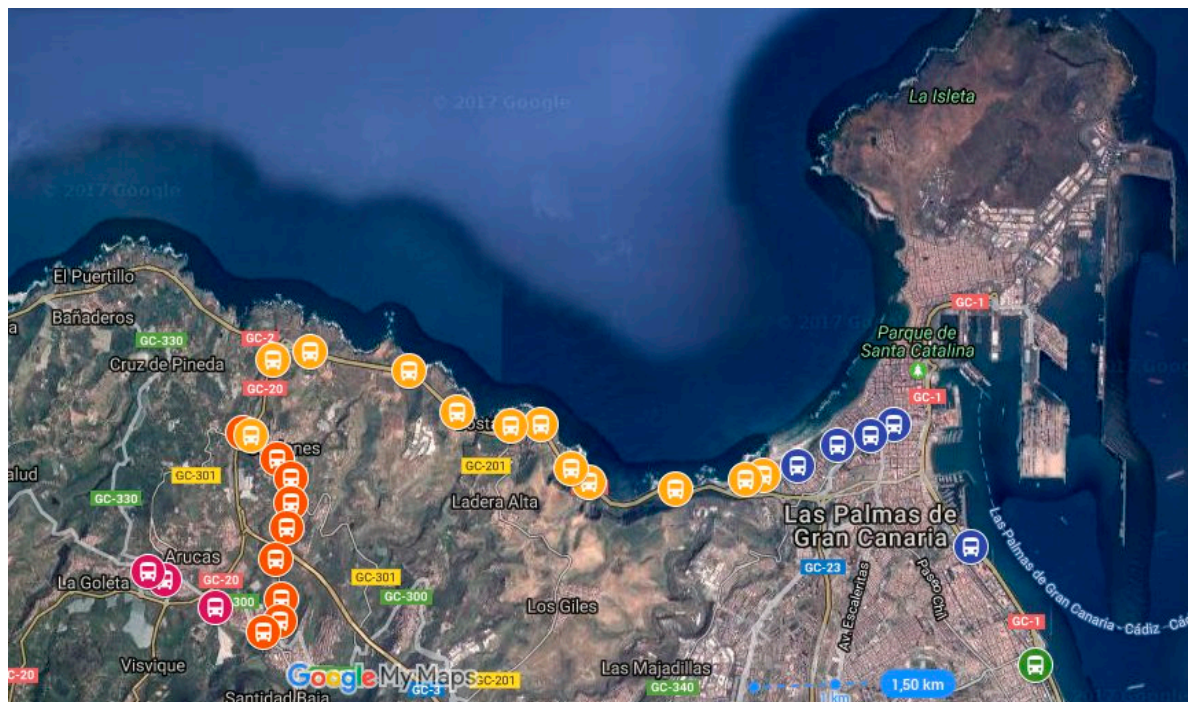 La Isleta
© 2017 Google
© 2017 Google
El Puertillo
GC-1
Bañaderos
GC-330
GC-2
Parque de
Santa Catalina
Cruz de Pineda
GC-20
GC-1
GC-301
GC-201
GC-330
Ladera Alta
Las Palmas de
Gran Canaria
Las Palmas de Gran Canaria - Cádiz
Arucas
GC-23
Av. Escaleritas
Paseo Chil
La Goleta
GC-20
GC-301
GC-300
Los Giles
GC-1
Visvique
Las Majadillas
Google My Maps
GC-201
GC-3
GC-340
1,50 km
1 km
Santidad Baja